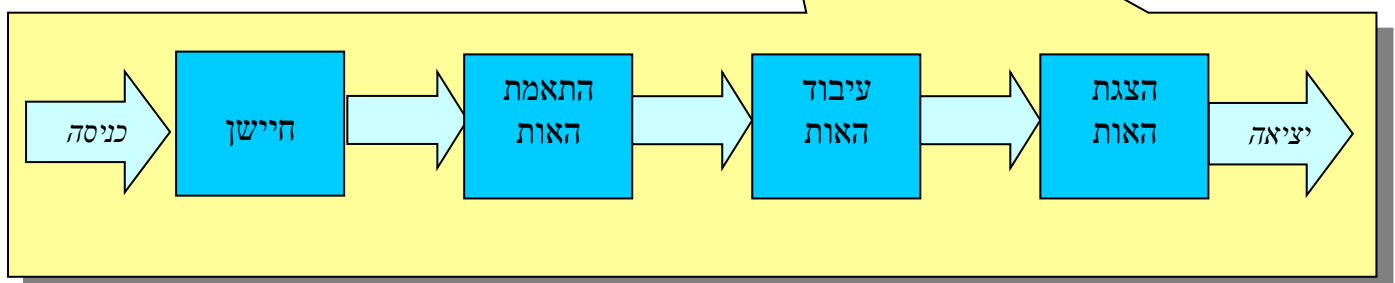 כניסה
חיישן
התאמת
האות
עיבוד
האות
הצגת
האות
יציאה